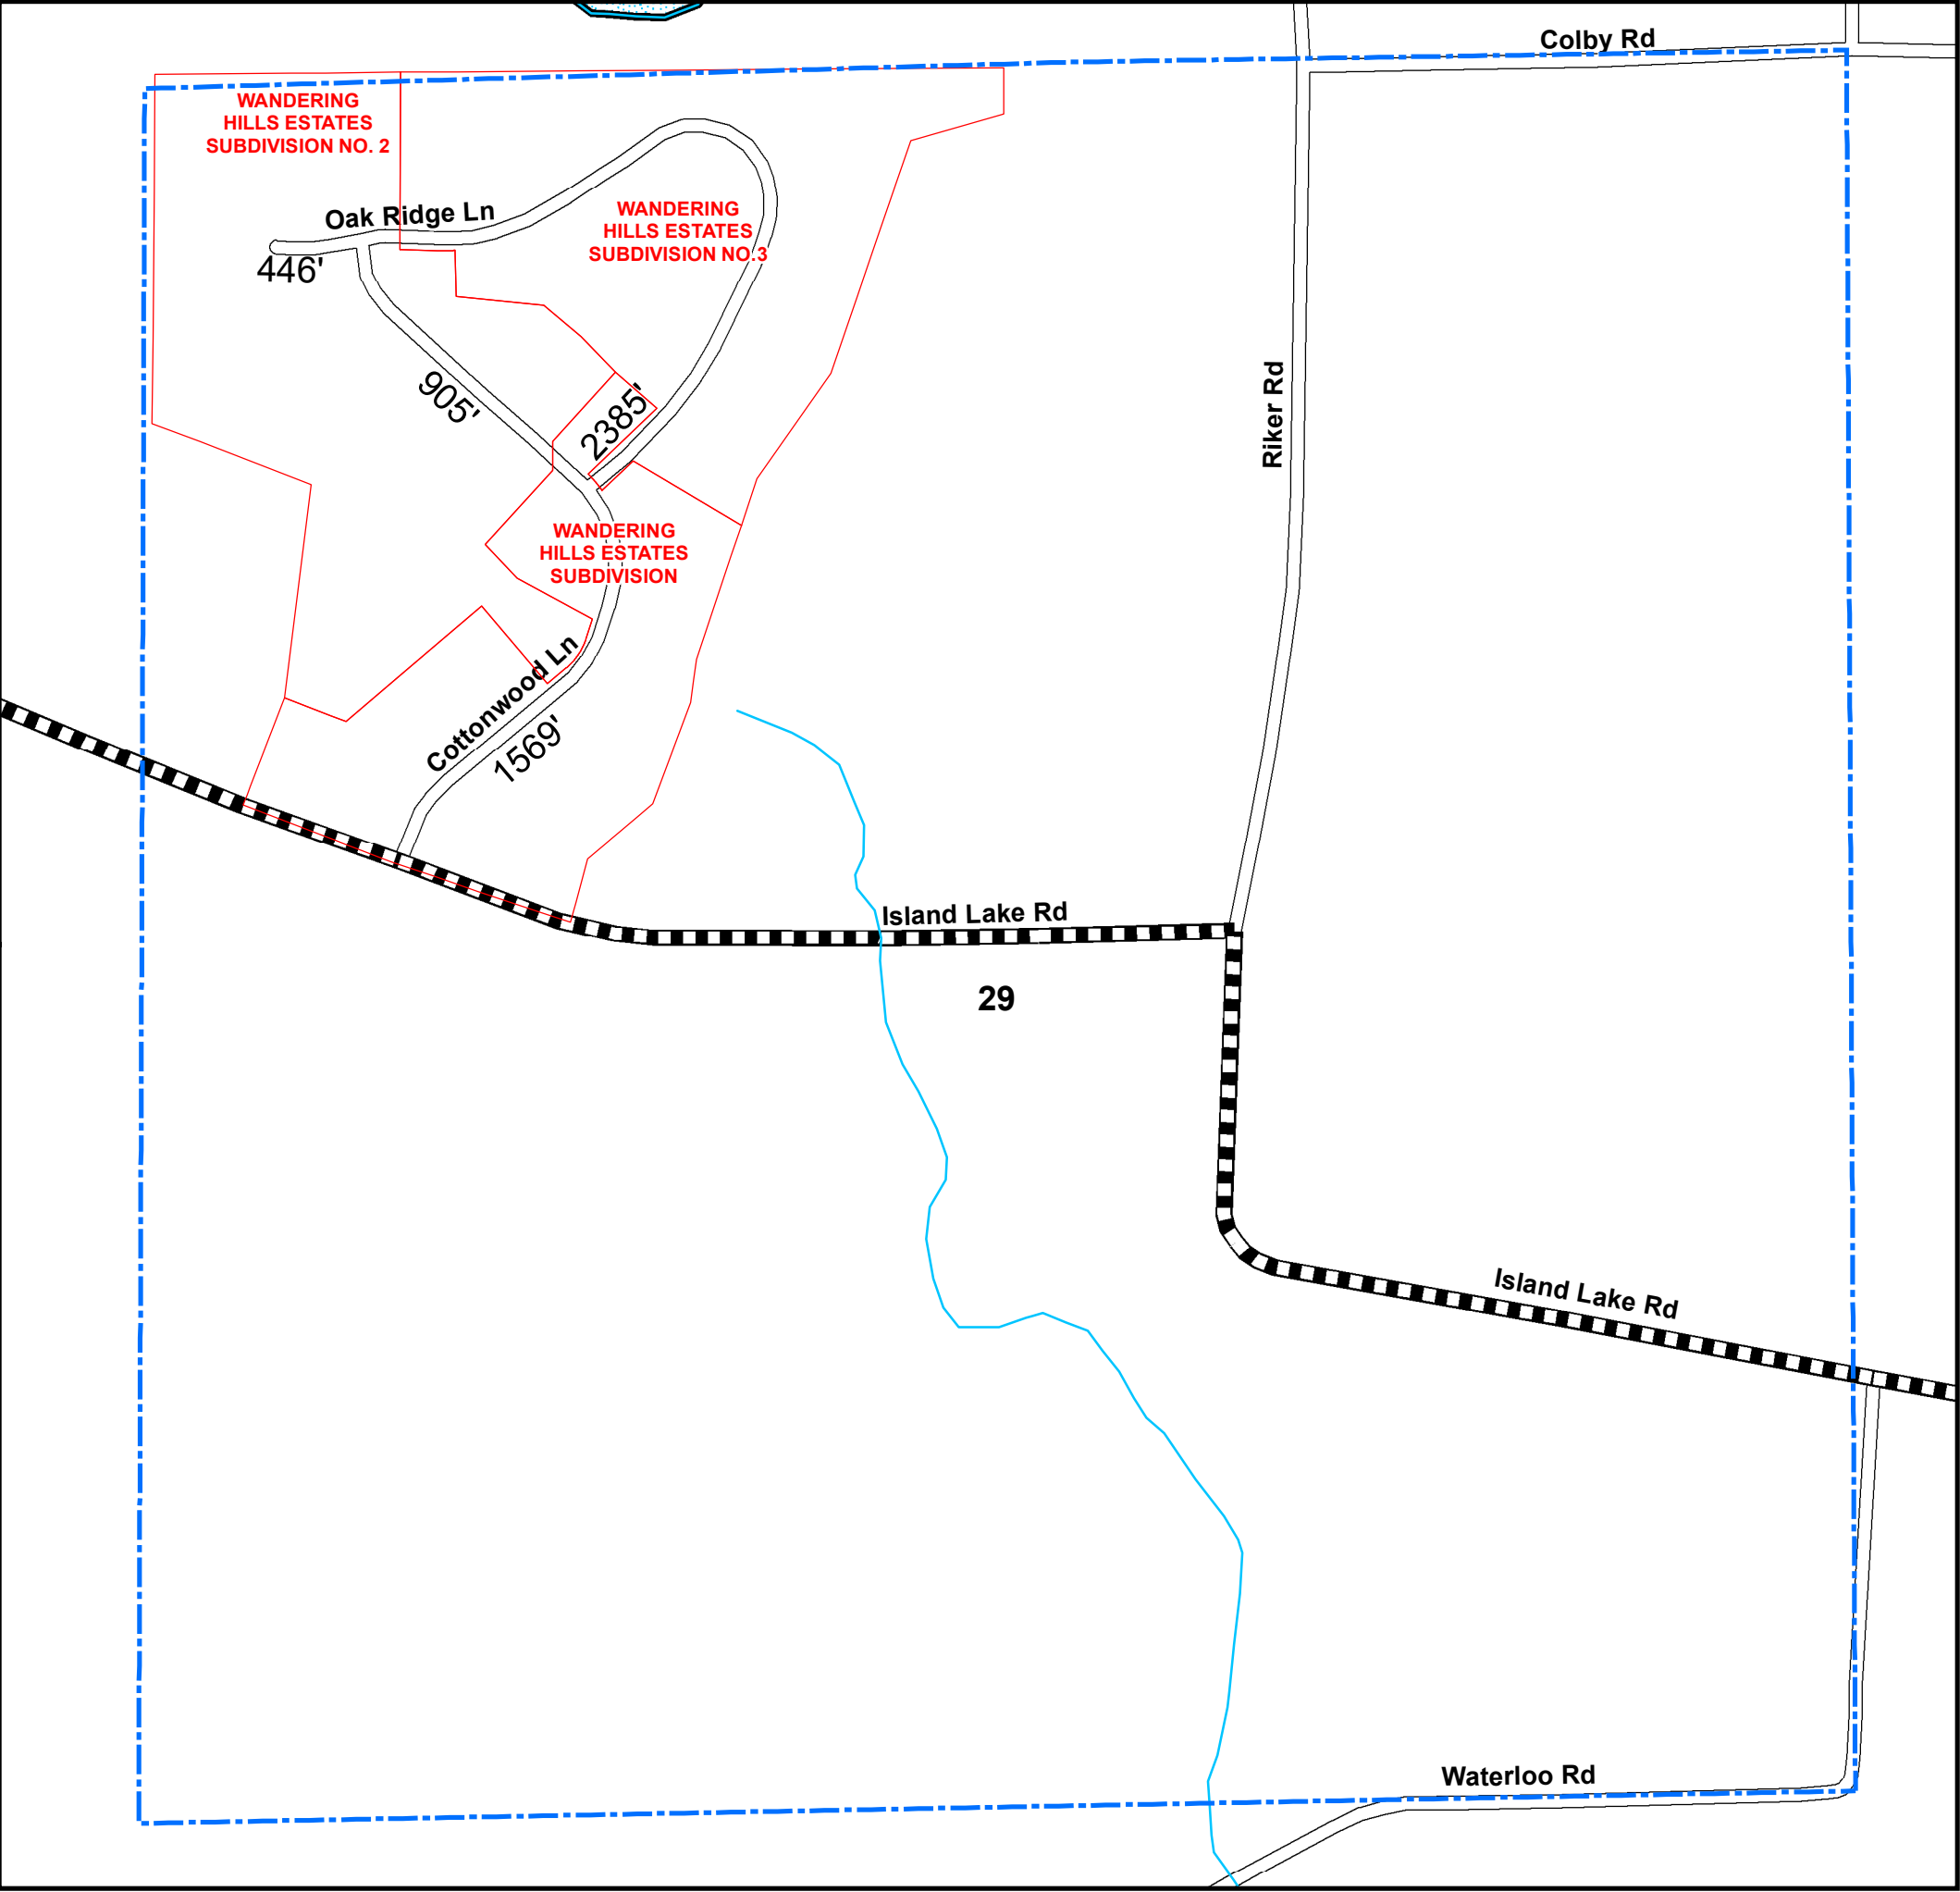 Colby Rd
WANDERING
HILLS ESTATES
SUBDIVISION NO. 2
Oak Ridge Ln
WANDERING
HILLS ESTATES
SUBDIVISION NO.3
446'
905'
2385'
Riker Rd
WANDERING
HILLS ESTATES
SUBDIVISION
Cottonwood Ln
1569'
Island Lake Rd
29
Island Lake Rd
Waterloo Rd